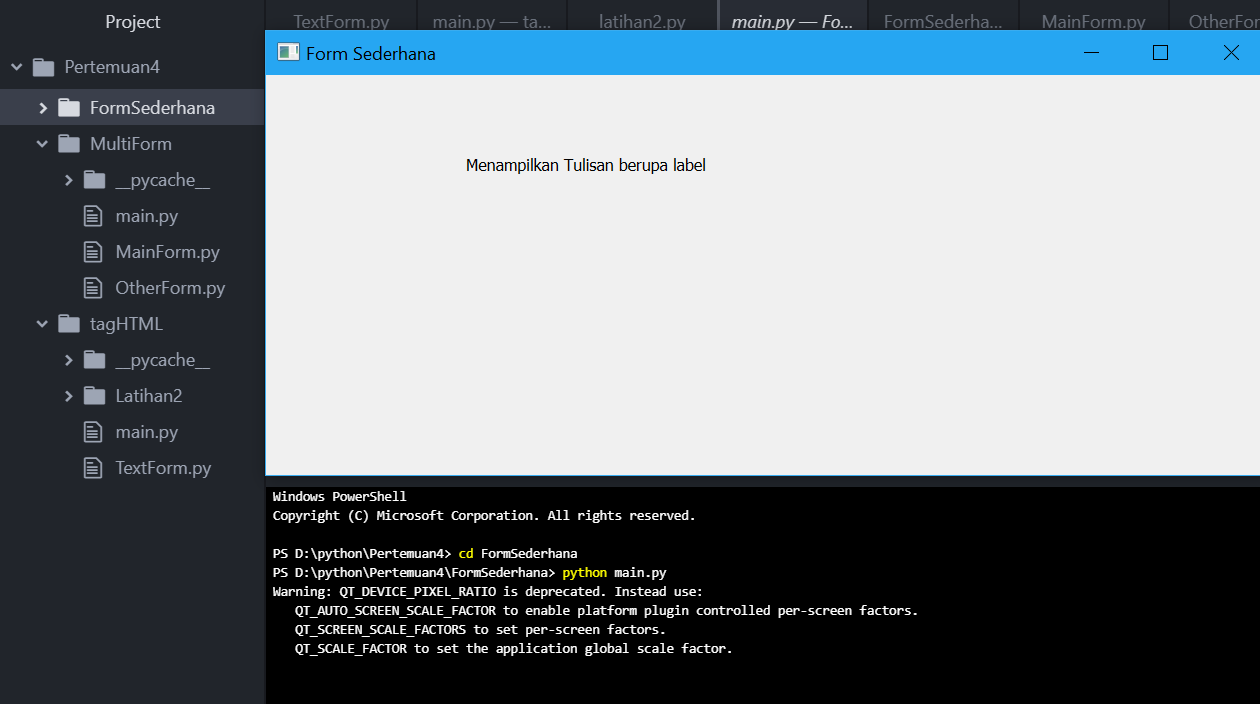 Project
TextForm.py
main.py — ta...
latihan2.py
main.py — Fo...
FormSederha...
MainForm.py
OtherFor
Pertemuan4
FormSederhana
MultiForm
__pycache__
main.py
MainForm.py
OtherForm.py
tagHTML
__pycache__
Latihan2
main.py
TextForm.py
Form Sederhana
Menampilkan Tulisan berupa label
Windows PowerShell
Copyright (C) Microsoft Corporation. All rights reserved.
PS D:\python\Pertemuan4> cd FormSederhana
PS D:\python\Pertemuan4\FormSederhana> python main.py
Warning: QT_DEVICE_PIXEL_RATIO is deprecated. Instead use:
QT_AUTO_SCREEN_SCALE_FACTOR to enable platform plugin controlled per-screen factors.
QT_SCREEN_SCALE_FACTORS to set per-screen factors.
QT_SCALE_FACTOR to set the application global scale factor.